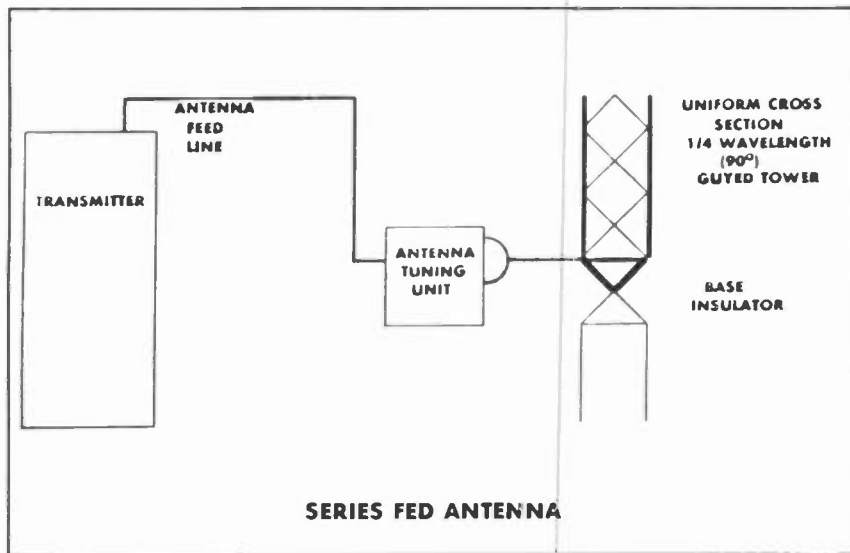 ANTENNA
FEED
LINE
TRANSMITTER
ANTENNA
TUNING
UNIT
UNIFORM CROSS
SECTION
1/4 WAVELENGTH
(90°)
GUYED TOWER
BASE
INSULATOR
SERIES FED ANTENNA